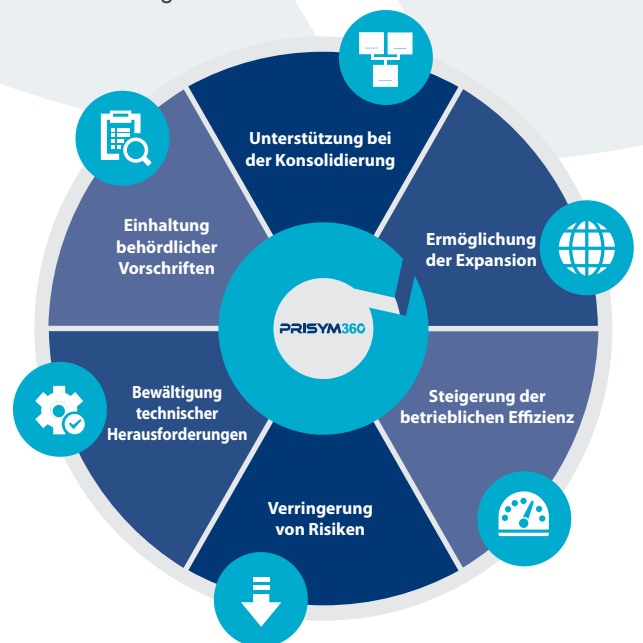 Unterstützung bei
der Konsolidierung
Ermöglichung
der Expansion
Steigerung der
betrieblichen Effizienz
Verringerung
von Risiken
Bewältigung
technischer
Herausforderungen
Einhaltung
behördlicher
Vorschriften
PRISYM360